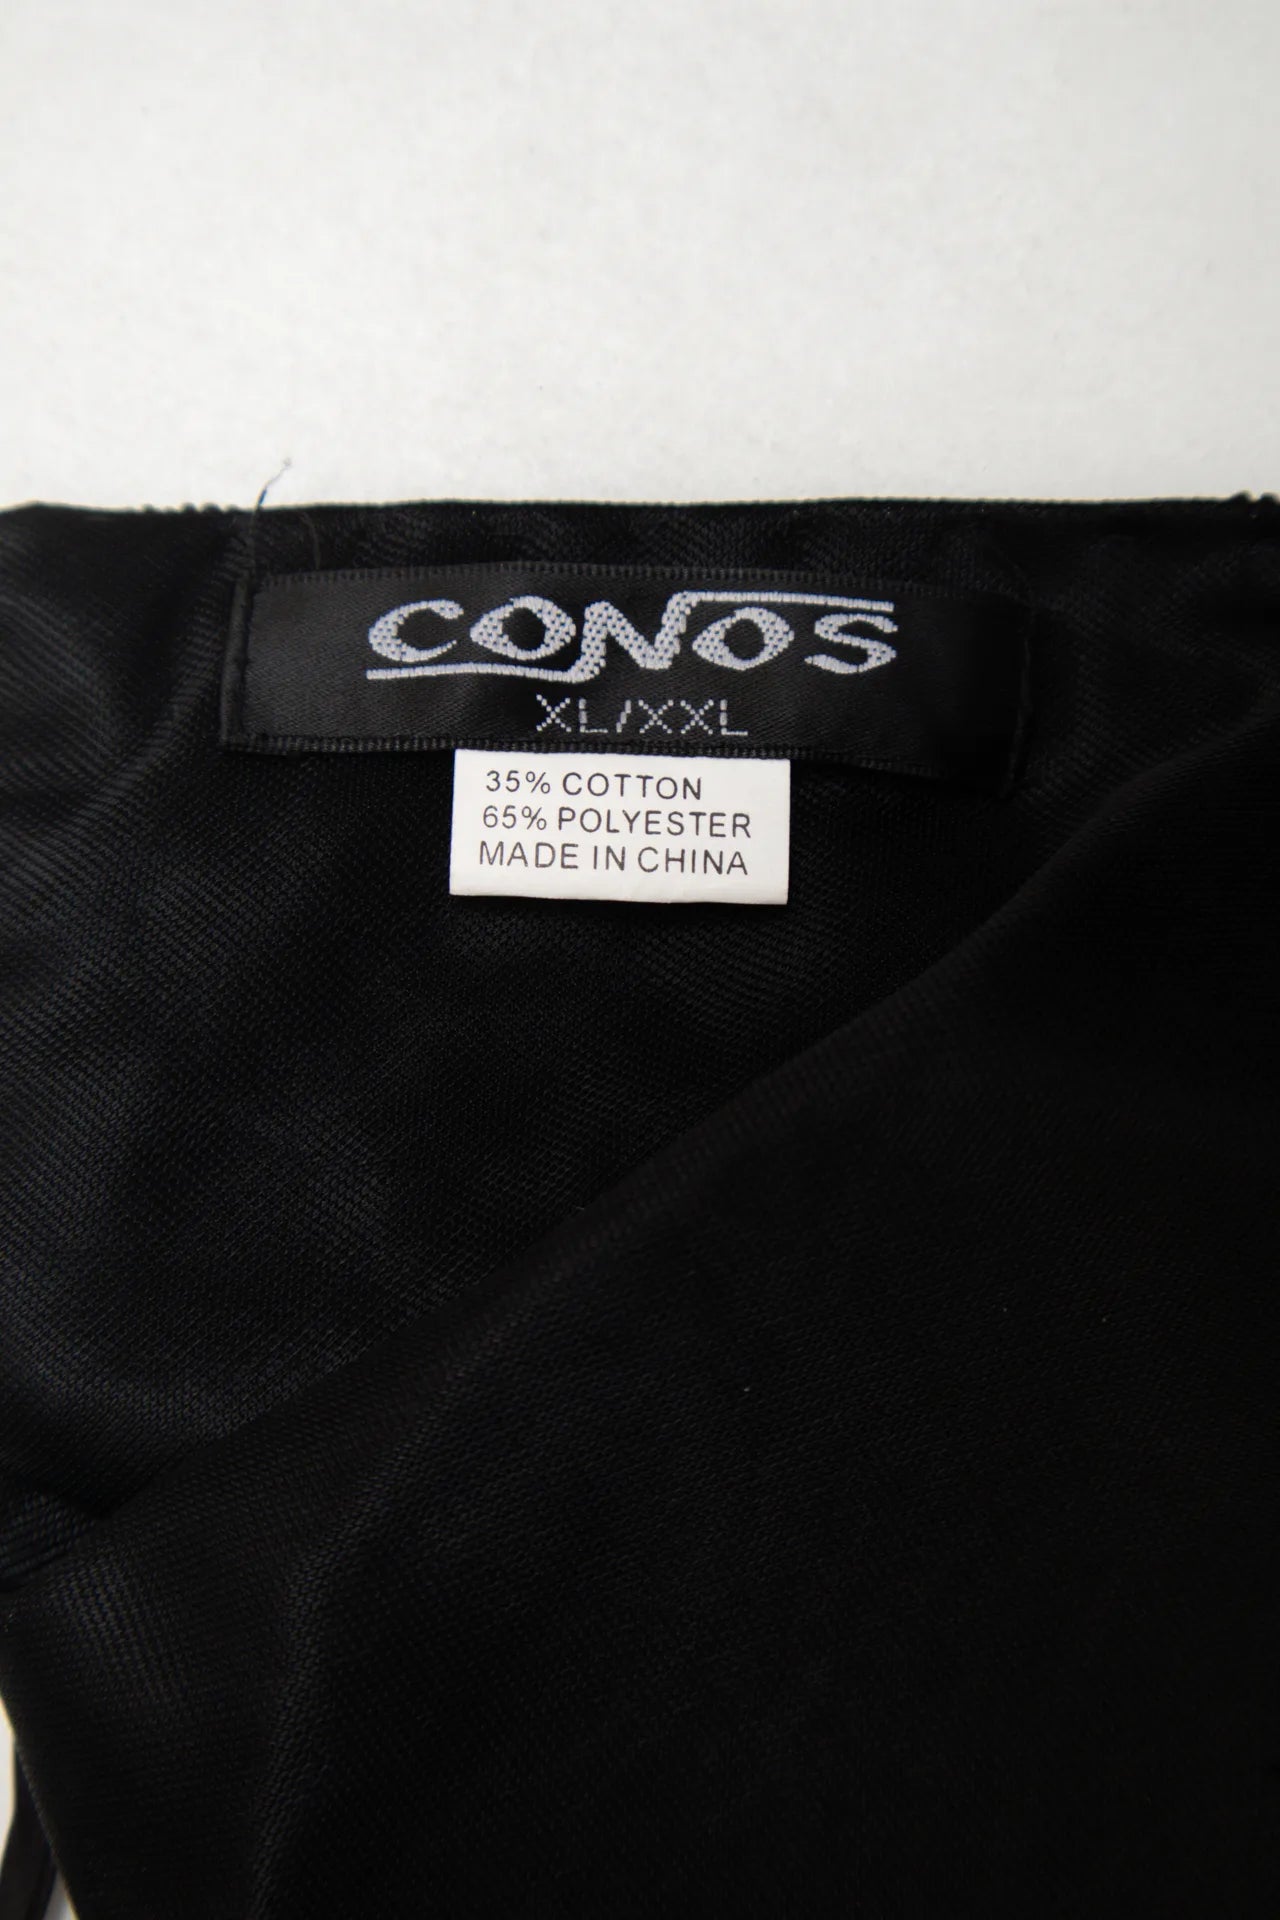 CONOS
XL/XXL
35% COTTON
65% POLYESTER
MADE IN CHINA